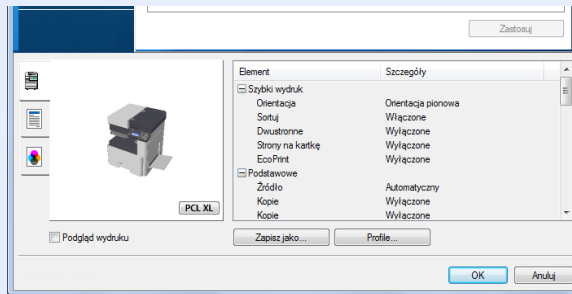 Zastosuj
Element Szczegóły
Szybki wydruk
Orientacja Orientacja pionowa
Sortuj Włączone
Dwustronne Wyłączone
Strony na kartkę Wyłączone
EcoPrint Wyłączone
Podstawowe
Źródło Automatyczny
Kopie Wyłączone
Kopie Wyłączone
PCL XL
Podgląd wydruku
Zapisz jako... Profile...
OK Anuluj